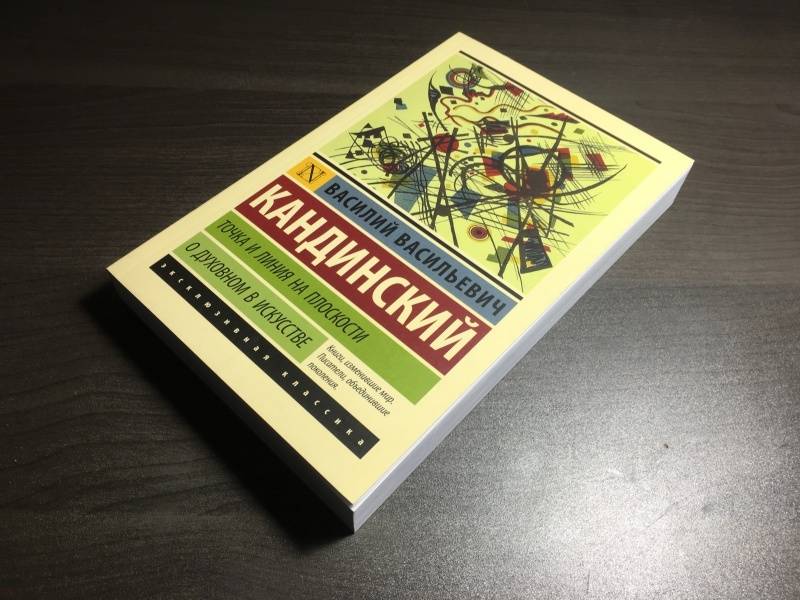 N
ВАСИЛИЙ ВАСИЛЬЕВИЧ
КАНДИНСКИЙ
ТОЧКА И ЛИНИЯ НА ПЛОСКОСТИ
О ДУХОВНОМ В ИСКУССТВЕ
Книги, изменившие мир.
Писатели, объединившие
поколения.
эксклюзивная классика